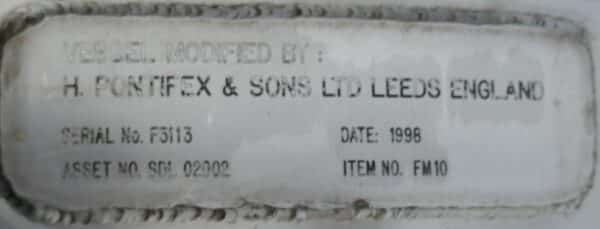 VESSEL MODIFIED BY :
H. PONTIFEX & SONS LTD LEEDS ENGLAND
SERIAL No. F3113 DATE: 1998
ASSET NO. SDL 02002 ITEM NO. FM10